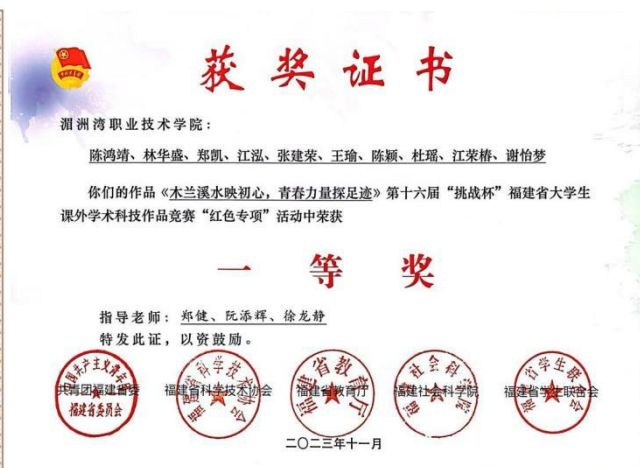 获奖证书
湄洲湾职业技术学院：
陈鸿靖、林华盛、郑凯、江泓、张建荣、王瑜、陈颖、杜瑶、江荣椿、谢怡梦
你们的作品《木兰溪水映初心，青春力量探足迹》第十六届“挑战杯”福建省大学生
课外学术科技作品竞赛“红色专项”活动中荣获
一等奖
指导老师：郑健、阮添辉、徐龙静
特发此证，以资鼓励。
共青团福建省委 福建省科学技术协会 福建省教育厅 福建社会科学院 福建省学生联合会
福建省委员会
二〇二三年十一月